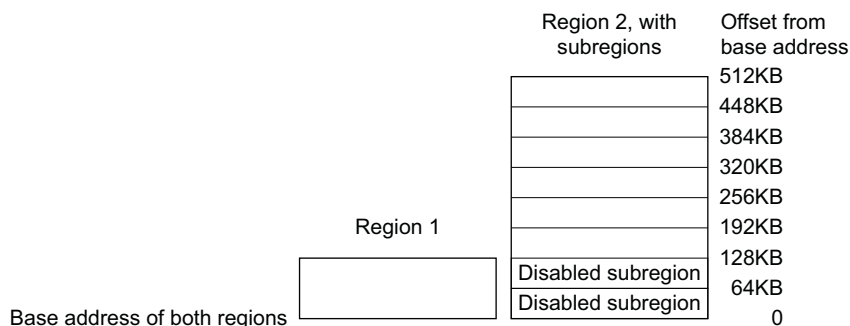 Region 2, with
subregions
Offset from
base address
512KB
448KB
384KB
320KB
256KB
192KB
Region 1
128KB
Disabled subregion
64KB
Disabled subregion
Base address of both regions
0